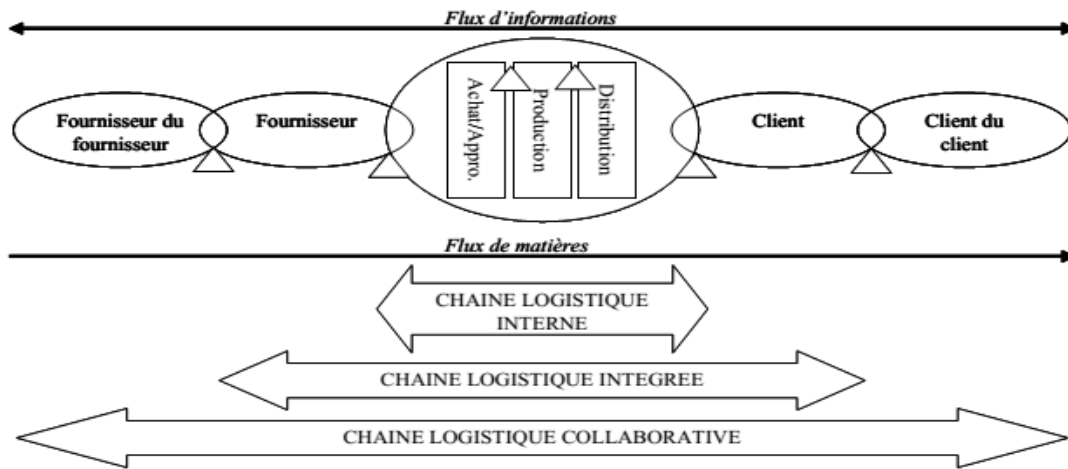 Flux d’informations
Achat/Appro.
Production
Distribution
Fournisseur du
fournisseur
Fournisseur
Client
Client du
client
Flux de matières
CHAINE LOGISTIQUE
INTERNE
CHAINE LOGISTIQUE INTEGREE
CHAINE LOGISTIQUE COLLABORATIVE